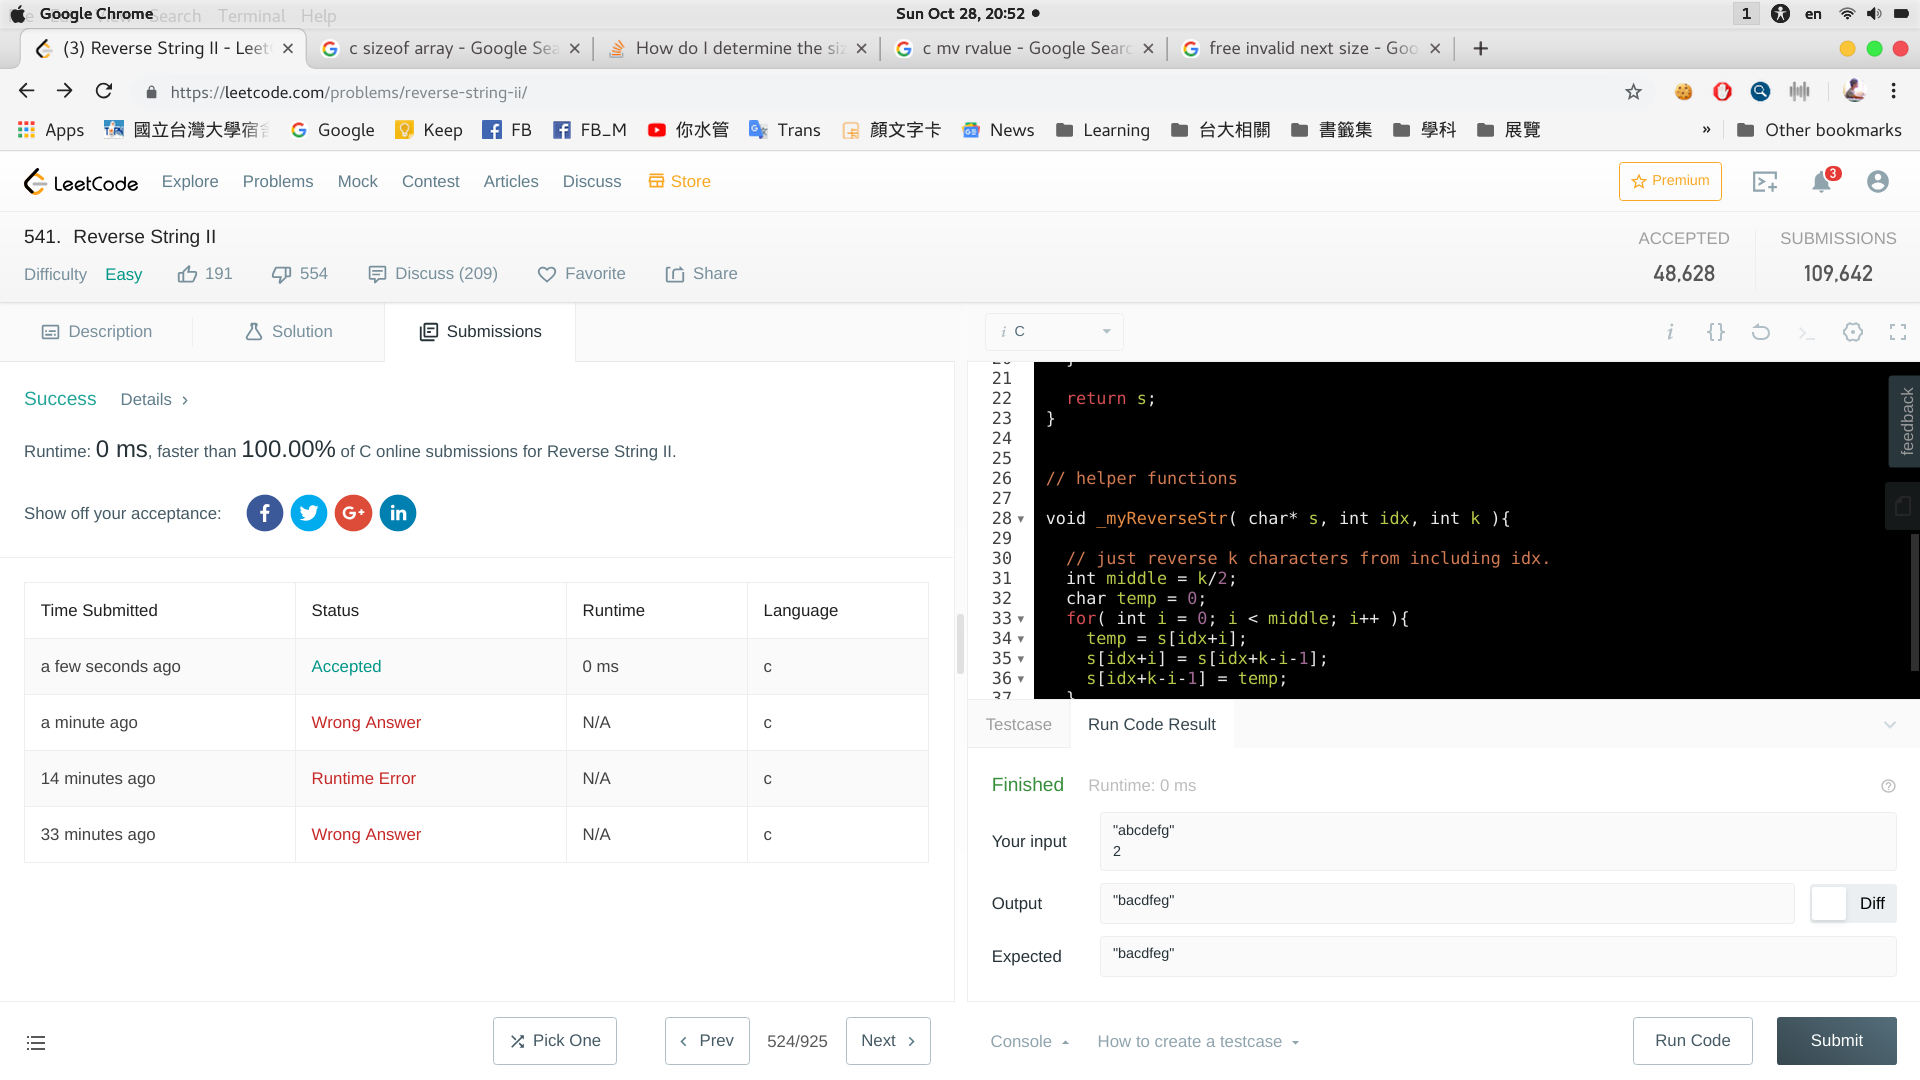 Google Chrome
Search Terminal Help
Sun Oct 28, 20:52
1
en
(3) Reverse String II - Leet
c sizeof array - Google Sea
How do I determine the siz
c mv rvalue - Google Searc
free invalid next size - Goo
https://leetcode.com/problems/reverse-string-ii/
Apps
國立台灣大學宿舍
Google
Keep
FB
FB_M
你水管
Trans
顏文字卡
News
Learning
台大相關
書籤集
學科
展覽
»
Other bookmarks
LeetCode
Explore
Problems
Mock
Contest
Articles
Discuss
Store
Premium
3
541. Reverse String II
ACCEPTED
SUBMISSIONS
Difficulty Easy
191
554
Discuss (209)
Favorite
Share
48,628
109,642
Description
Solution
Submissions
i C
Success
Details
Runtime: 0 ms, faster than 100.00% of C online submissions for Reverse String II.
Show off your acceptance:
Time Submitted Status Runtime Language
a few seconds ago Accepted 0 ms c
a minute ago Wrong Answer N/A c
14 minutes ago Runtime Error N/A c
33 minutes ago Wrong Answer N/A c
20 }
21
22 return s;
23 }
24
25
26 // helper functions
27
28 void _myReverseStr( char* s, int idx, int k ){
29
30 // just reverse k characters from including idx.
31 int middle = k/2;
32 char temp = 0;
33 for( int i = 0; i < middle; i++ ){
34 temp = s[idx+i];
35 s[idx+i] = s[idx+k-i-1];
36 s[idx+k-i-1] = temp;
37 }
feedback
Testcase
Run Code Result
Finished
Runtime: 0 ms
Your input
"abcdefg"
2
Output
"bacdfeg"
Diff
Expected
"bacdfeg"
Pick One
Prev
524/925
Next
Console
How to create a testcase
Run Code
Submit